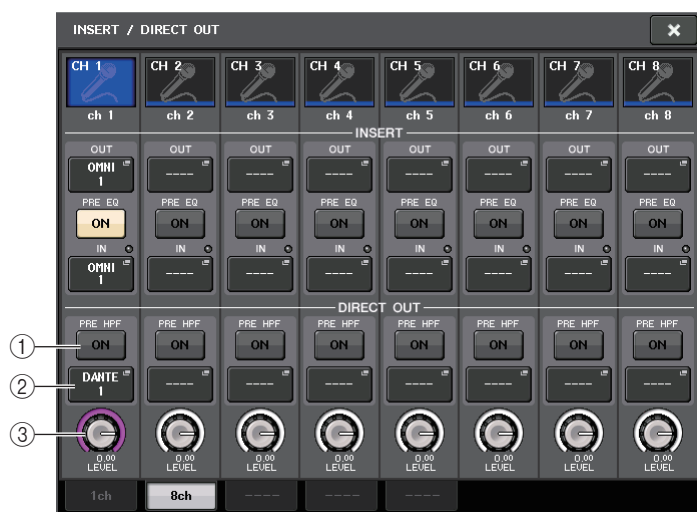 INSERT / DIRECT OUT
CH 1 CH 2 CH 3 CH 4 CH 5 CH 6 CH 7 CH 8
ch 1 ch 2 ch 3 ch 4 ch 5 ch 6 ch 7 ch 8
INSERT
OUT OUT OUT OUT OUT OUT OUT OUT
OMNI 1 ---- ---- ---- ---- ---- ---- ----
PRE EQ PRE EQ PRE EQ PRE EQ PRE EQ PRE EQ PRE EQ PRE EQ
ON ON ON ON ON ON ON ON
IN IN IN IN IN IN IN IN
OMNI 1 ---- ---- ---- ---- ---- ---- ----
DIRECT OUT
PRE HPF PRE HPF PRE HPF PRE HPF PRE HPF PRE HPF PRE HPF PRE HPF
① ON ON ON ON ON ON ON ON
② DANTE 1 ---- ---- ---- ---- ---- ---- ----
③
0.00 0.00 0.00 0.00 0.00 0.00 0.00 0.00
LEVEL LEVEL LEVEL LEVEL LEVEL LEVEL LEVEL LEVEL
1ch 8ch ---- ---- ----